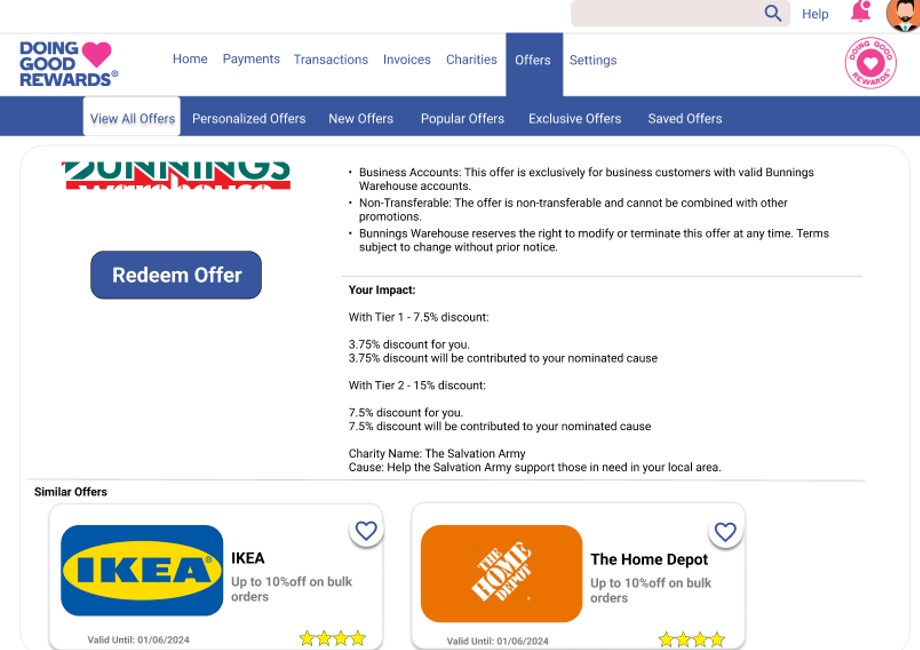 Help
DOING
GOOD
REWARDS®
Home Payments Transactions Invoices Charities Offers Settings
DOING GOOD
REWARDS
View All Offers Personalized Offers New Offers Popular Offers Exclusive Offers Saved Offers
BUNNINGS
warehouse
• Business Accounts: This offer is exclusively for business customers with valid Bunnings
Warehouse accounts.
• Non-Transferable: The offer is non-transferable and cannot be combined with other
promotions.
• Bunnings Warehouse reserves the right to modify or terminate this offer at any time. Terms
subject to change without prior notice.
Redeem Offer
Your Impact:
With Tier 1 - 7.5% discount:
3.75% discount for you.
3.75% discount will be contributed to your nominated cause
With Tier 2 - 15% discount:
7.5% discount for you.
7.5% discount will be contributed to your nominated cause
Charity Name: The Salvation Army
Cause: Help the Salvation Army support those in need in your local area.
Similar Offers
IKEA®
IKEA
Up to 10%off on bulk
orders
Valid Until: 01/06/2024
THE
HOME
DEPOT
The Home Depot
Up to 10%off on bulk
orders
Valid Until: 01/06/2024